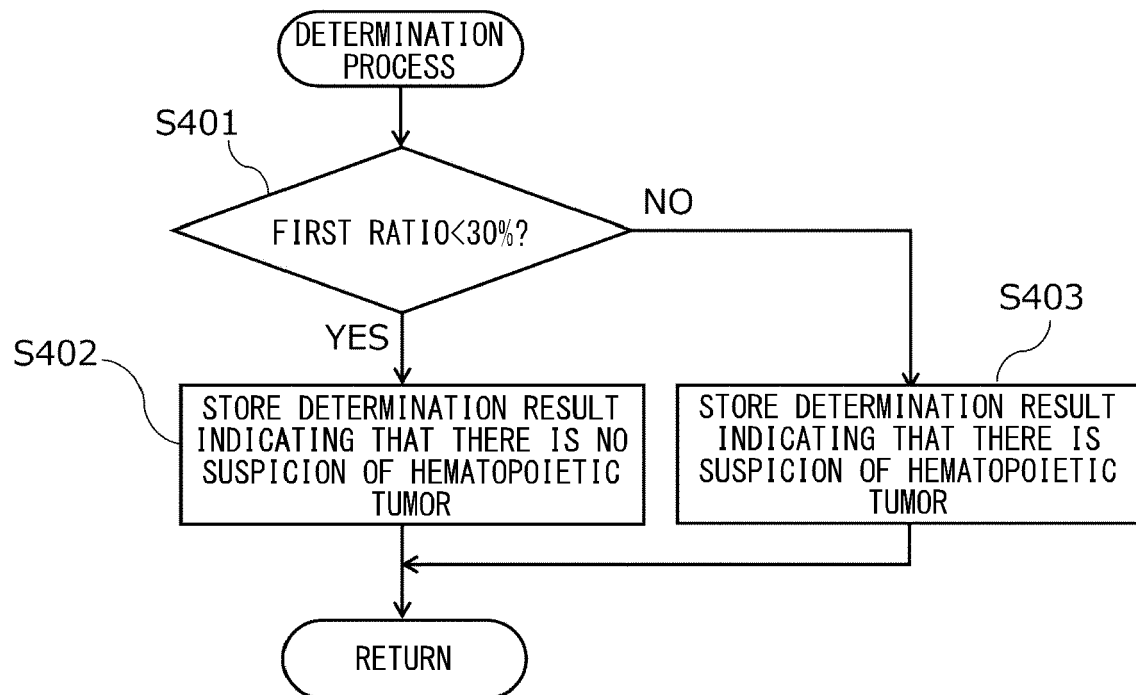 DETERMINATION
PROCESS
S401
FIRST RATIO<30%?
NO
YES
S402
STORE DETERMINATION RESULT
INDICATING THAT THERE IS NO
SUSPICION OF HEMATOPOIETIC
TUMOR
S403
STORE DETERMINATION RESULT
INDICATING THAT THERE IS
SUSPICION OF HEMATOPOIETIC
TUMOR
RETURN